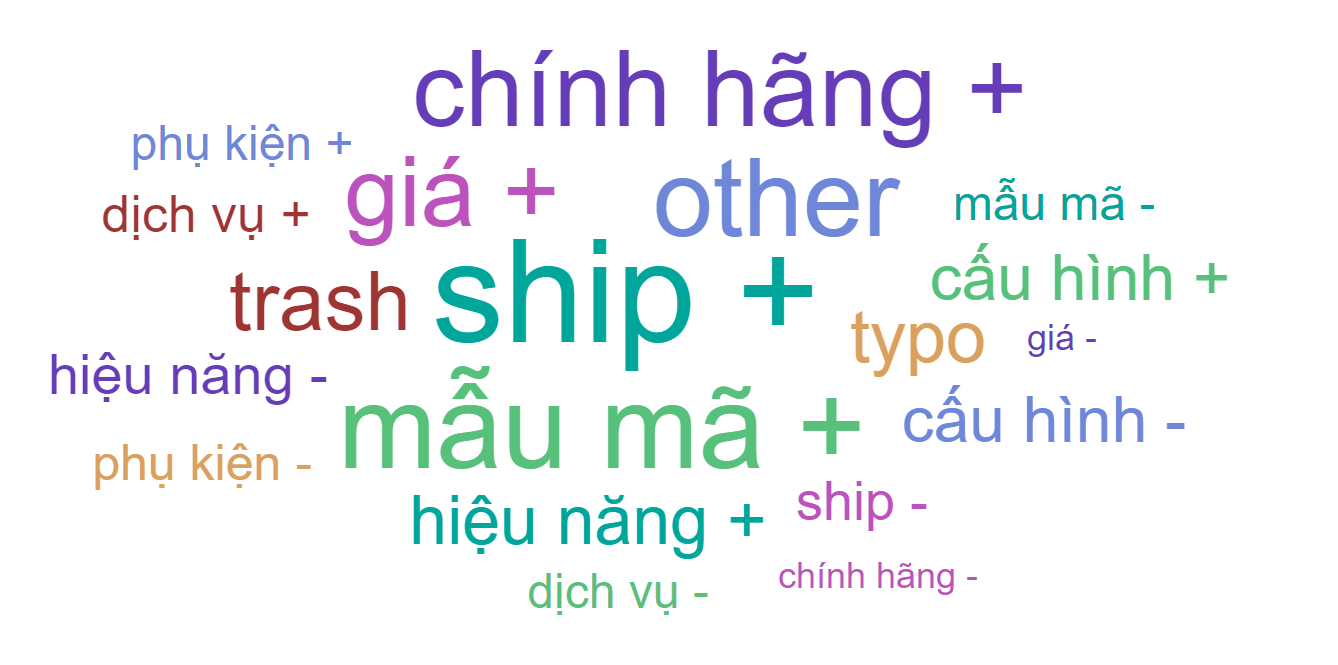 chính hãng +
phụ kiện +
giá +
other
mẫu mã -
dịch vụ +
ship +
cấu hình +
trash
typo
giá -
hiệu năng -
mẫu mã +
cấu hình -
phụ kiện -
hiệu năng +
ship -
dịch vụ -
chính hãng -